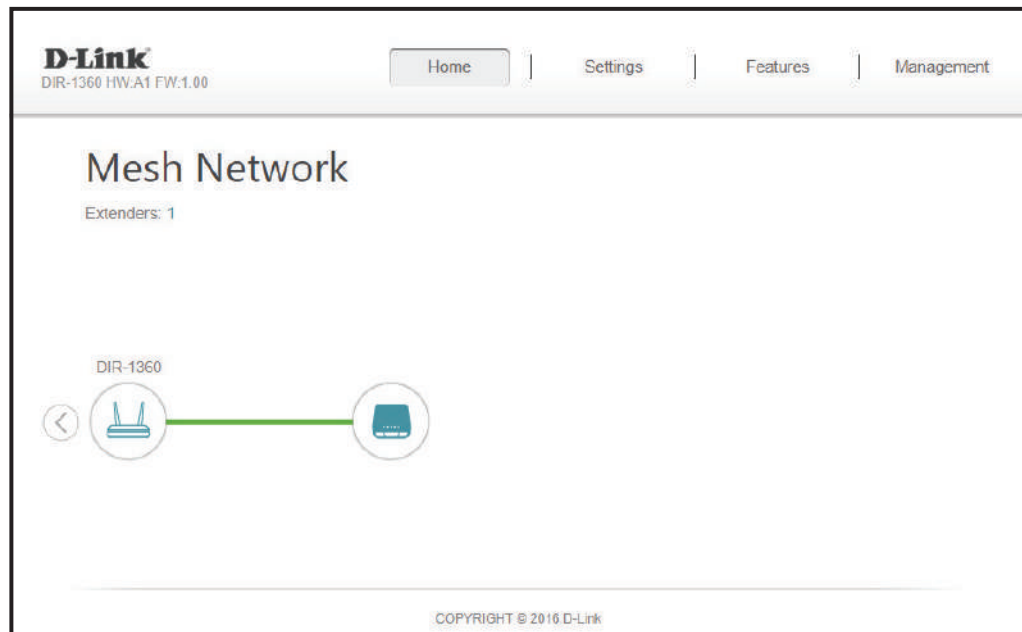 D-Link
DIR-1360 HW:A1 FW:1.00
Home | Settings | Features | Management
Mesh Network
Extenders: 1
DIR-1360
COPYRIGHT © 2016 D-Link